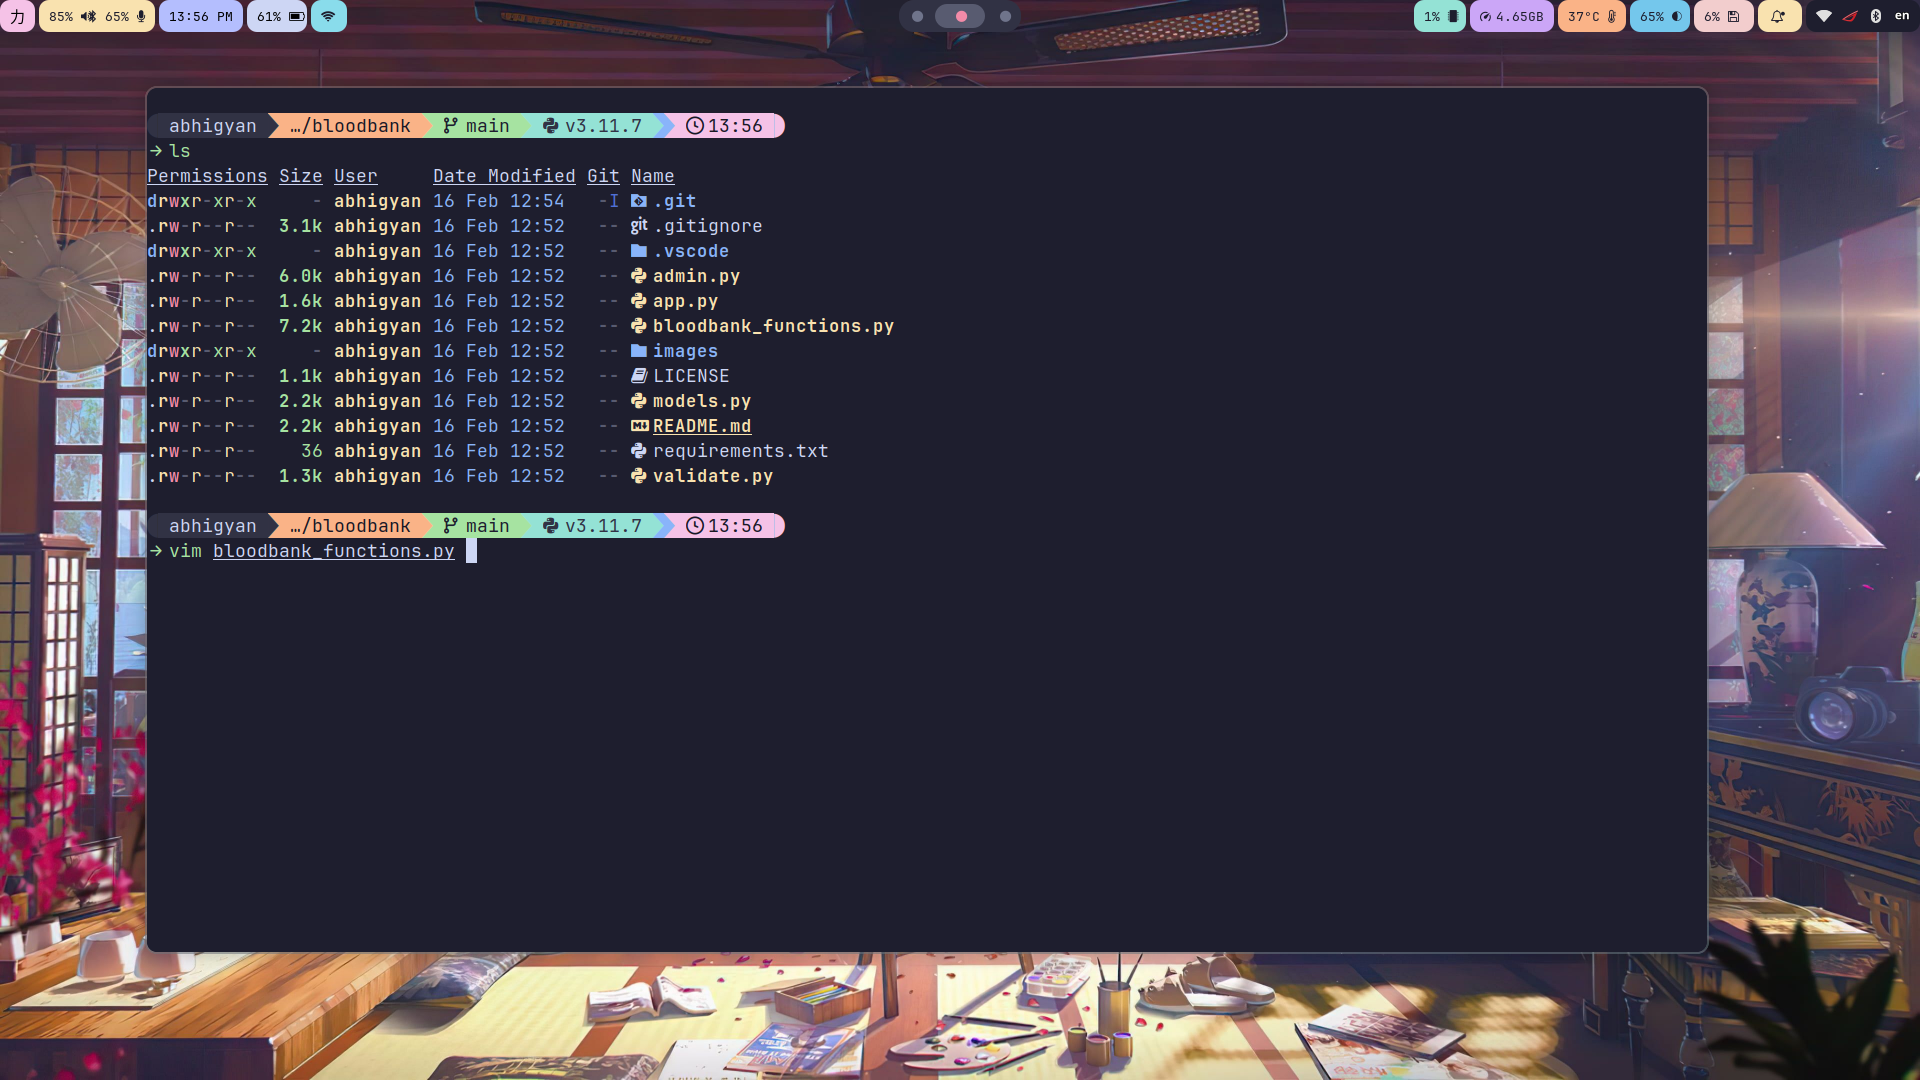 力 85% 65% 13:56 PM 61% 1% 4.65GB 37°C 65% 6% en
abhigyan …/bloodbank main v3.11.7 13:56
→ ls
Permissions Size User Date Modified Git Name
drwxr-xr-x - abhigyan 16 Feb 12:54 -I .git
.rw-r--r-- 3.1k abhigyan 16 Feb 12:52 -- .gitignore
drwxr-xr-x - abhigyan 16 Feb 12:52 -- .vscode
.rw-r--r-- 6.0k abhigyan 16 Feb 12:52 -- admin.py
.rw-r--r-- 1.6k abhigyan 16 Feb 12:52 -- app.py
.rw-r--r-- 7.2k abhigyan 16 Feb 12:52 -- bloodbank_functions.py
drwxr-xr-x - abhigyan 16 Feb 12:52 -- images
.rw-r--r-- 1.1k abhigyan 16 Feb 12:52 -- LICENSE
.rw-r--r-- 2.2k abhigyan 16 Feb 12:52 -- models.py
.rw-r--r-- 2.2k abhigyan 16 Feb 12:52 -- README.md
.rw-r--r-- 36 abhigyan 16 Feb 12:52 -- requirements.txt
.rw-r--r-- 1.3k abhigyan 16 Feb 12:52 -- validate.py
abhigyan …/bloodbank main v3.11.7 13:56
→ vim bloodbank_functions.py